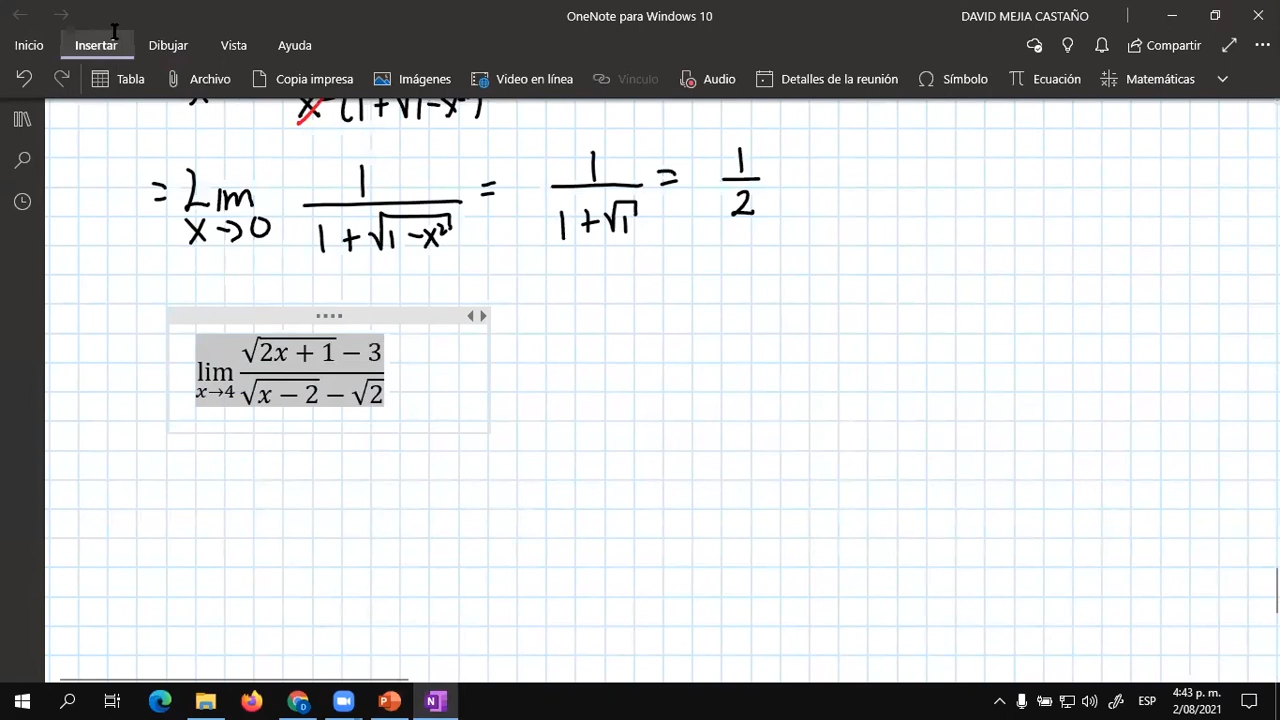 OneNote para Windows 10
DAVID MEJIA CASTAÑO
Inicio Insertar Dibujar Vista Ayuda Compartir
Tabla Archivo Copia impresa Imágenes Video en línea Vínculo Audio Detalles de la reunión Símbolo Ecuación Matemáticas
= Lim x→0 1/(1 + √(1 - x²)) = 1/(1 + √1) = 1/2
lim x→4 (√(2x + 1) − 3)/(√(x − 2) − √2)
ESP 4:43 p. m.
2/08/2021